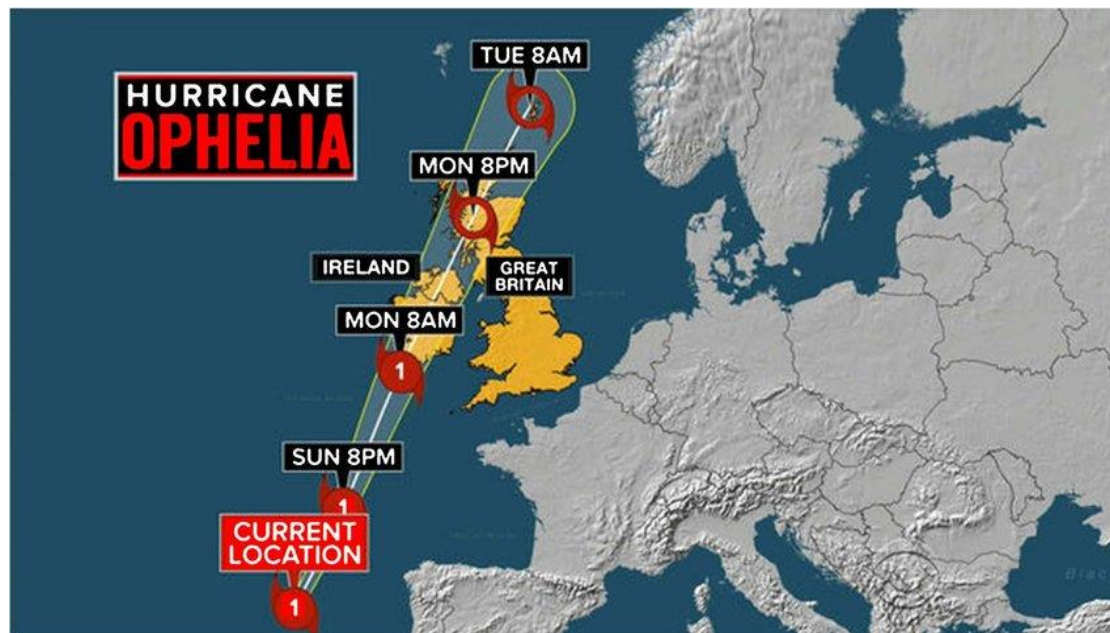 HURRICANE
OPHELIA
TUE 8AM
MON 8PM
IRELAND
GREAT
BRITAIN
MON 8AM
1
SUN 8PM
1
CURRENT
LOCATION
1